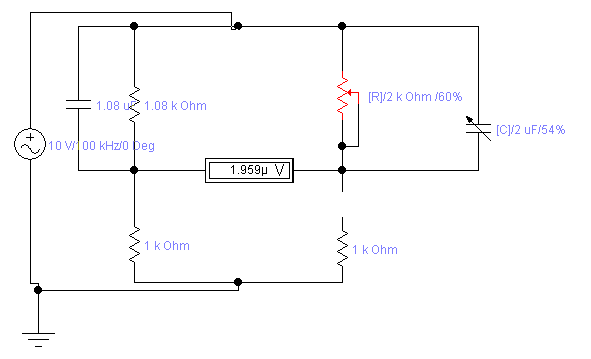 1.08 uF
1.08 k Ohm
[R]/2 k Ohm /60%
[C]/2 uF/54%
+
10 V/100 kHz/0 Deg
1.959µ V
1 k Ohm
1 k Ohm